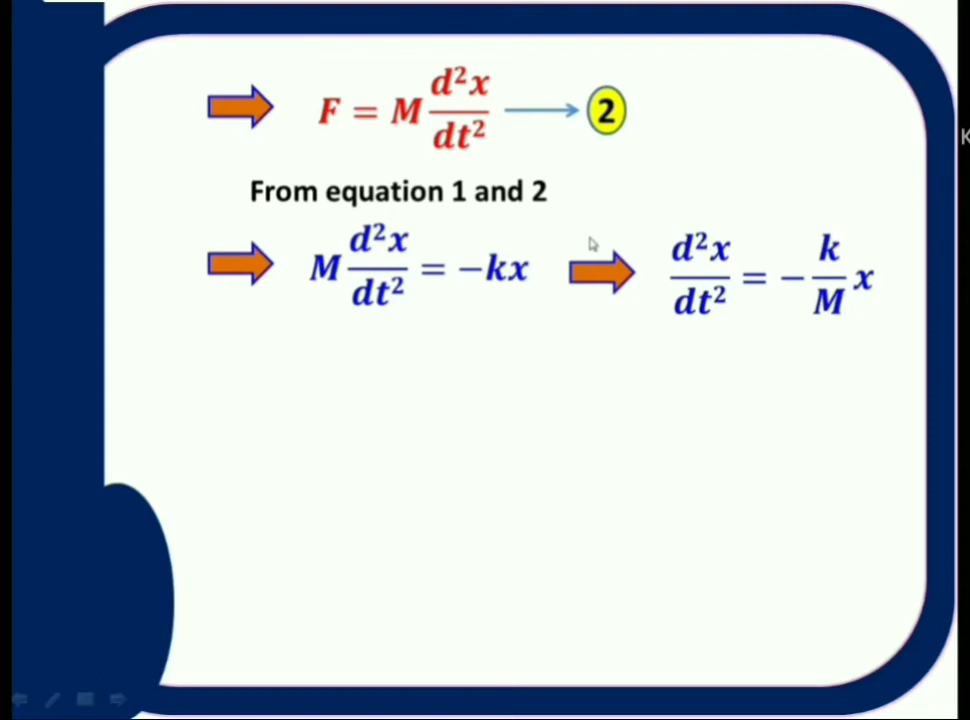 F = M d²x/dt² ⟶ 2
From equation 1 and 2
M d²x/dt² = −kx  d²x/dt² = −k/M x
K